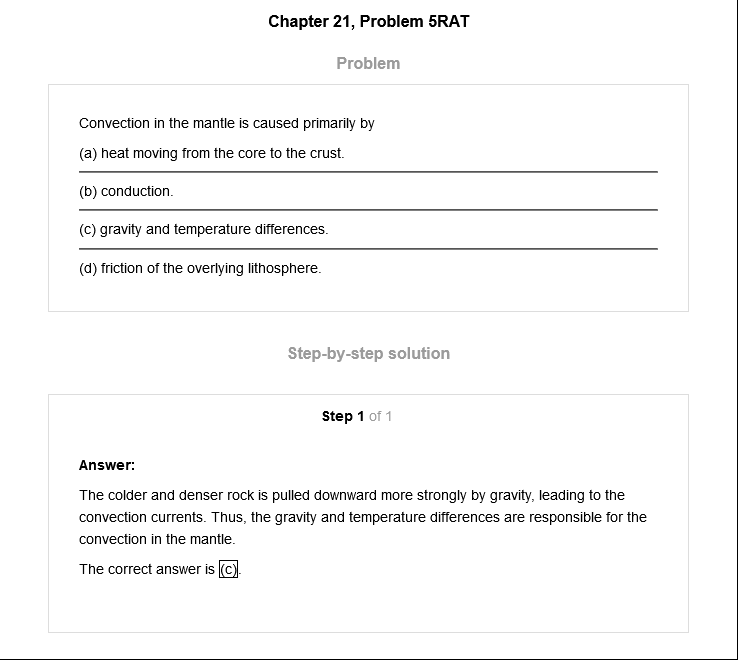 Chapter 21, Problem 5RAT
Problem
Convection in the mantle is caused primarily by
(a) heat moving from the core to the crust.
(b) conduction.
(c) gravity and temperature differences.
(d) friction of the overlying lithosphere.
Step-by-step solution
Step 1 of 1
Answer:
The colder and denser rock is pulled downward more strongly by gravity, leading to the
convection currents. Thus, the gravity and temperature differences are responsible for the
convection in the mantle.
The correct answer is (c).